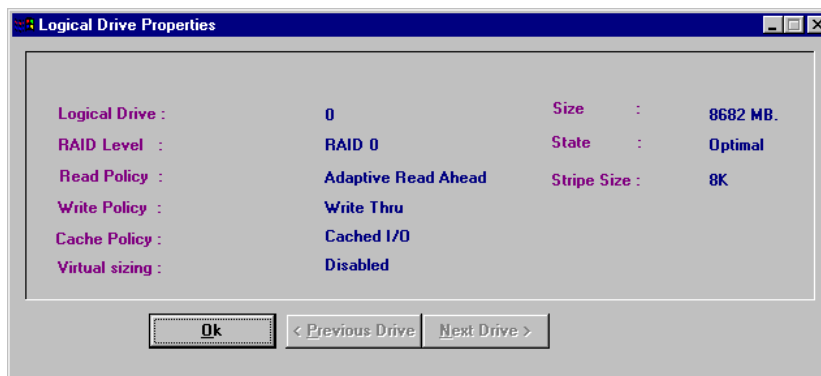 Logical Drive Properties
Logical Drive : 0 Size : 8682 MB.
RAID Level : RAID 0 State : Optimal
Read Policy : Adaptive Read Ahead Stripe Size : 8K
Write Policy : Write Thru
Cache Policy : Cached I/O
Virtual sizing : Disabled
Ok < Previous Drive Next Drive >